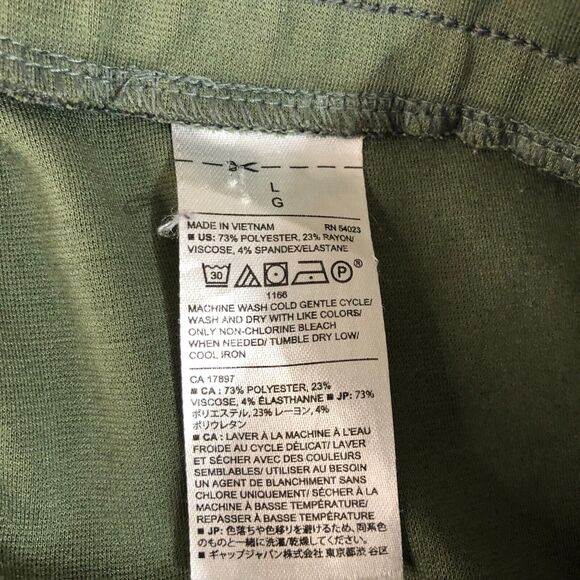 L
G
MADE IN VIETNAM RN 54023
■ US: 73% POLYESTER, 23% RAYON/
VISCOSE, 4% SPANDEX/ELASTANE
30 P ®
1166
MACHINE WASH COLD GENTLE CYCLE/
WASH AND DRY WITH LIKE COLORS/
ONLY NON-CHLORINE BLEACH
WHEN NEEDED/ TUMBLE DRY LOW/
COOL IRON
CA 17897
■ CA : 73% POLYESTER, 23%
VISCOSE, 4% ÉLASTHANNE ■ JP: 73%
ポリエステル, 23% レーヨン, 4%
ポリウレタン
■ CA : LAVER À LA MACHINE À L'EAU
FROIDE AU CYCLE DÉLICAT/ LAVER
ET SÉCHER AVEC DES COULEURS
SEMBLABLES/ UTILISER AU BESOIN
UN AGENT DE BLANCHIMENT SANS
CHLORE UNIQUEMENT/ SÉCHER À LA
MACHINE À BASSE TEMPÉRATURE/
REPASSER À BASSE TEMPÉRATURE
■ JP: 色落ちや色移りを避けるため、同系色
のものと一緒に洗濯/乾燥してください。
■ ギャップジャパン株式会社 東京都渋 谷区